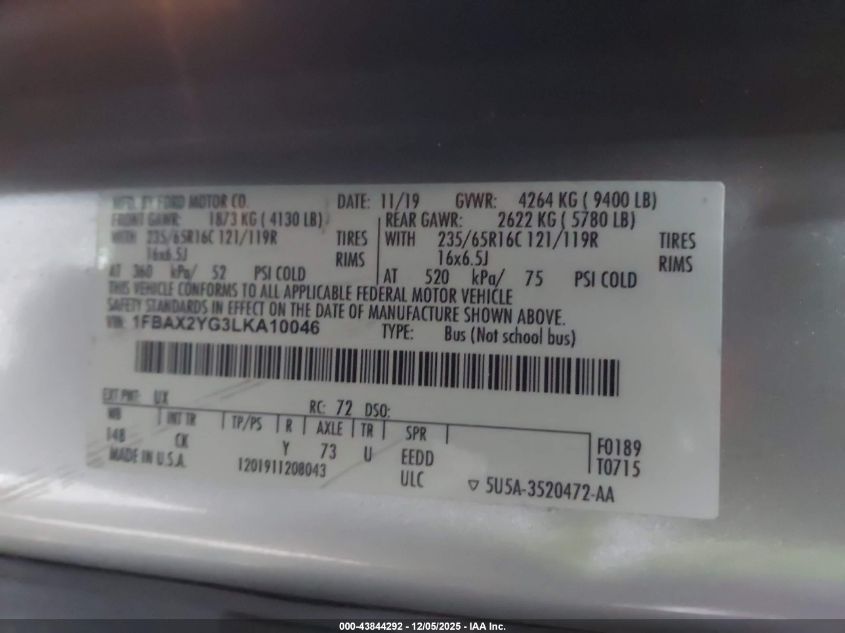 MFD. BY FORD MOTOR CO. DATE: 11/19 GVWR: 4264 KG ( 9400 LB)
FRONT GAWR: 1873 KG ( 4130 LB) REAR GAWR: 2622 KG ( 5780 LB)
WITH 235/65R16C 121/119R TIRES WITH 235/65R16C 121/119R TIRES
16x6.5J RIMS 16x6.5J RIMS
AT 360 kPa/ 52 PSI COLD AT 520 kPa/ 75 PSI COLD
THIS VEHICLE CONFORMS TO ALL APPLICABLE FEDERAL MOTOR VEHICLE
SAFETY STANDARDS IN EFFECT ON THE DATE OF MANUFACTURE SHOWN ABOVE.
VIN: 1FBAX2YG3LKA10046 TYPE: Bus (Not school bus)
EXT PNT: UX RC: 72 DSO:
WB INT TR TP/PS R AXLE TR SPR
148 CK Y 73 U EEDD F0189
MADE IN U.S.A. 1201911208043 ULC T0715
5U5A-3520472-AA
000-43844292 - 12/05/2025 - IAA Inc.